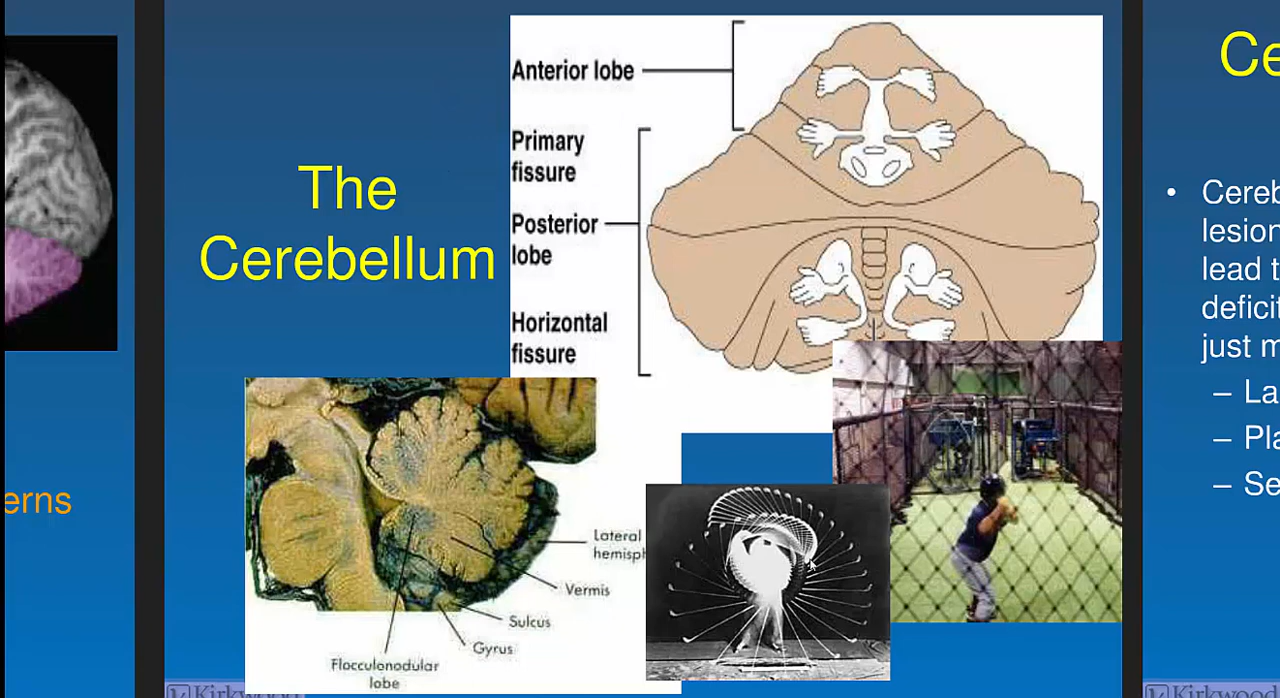 The
Cerebellum
Anterior lobe
Primary
fissure
Posterior
lobe
Horizontal
fissure
Lateral
hemisph
Vermis
Sulcus
Gyrus
Flocculonodular
lobe
Kirkwood
erns
Ce
• Cereb
lesion
lead t
defici
just m
– La
– Pla
– Se
Kirkwood